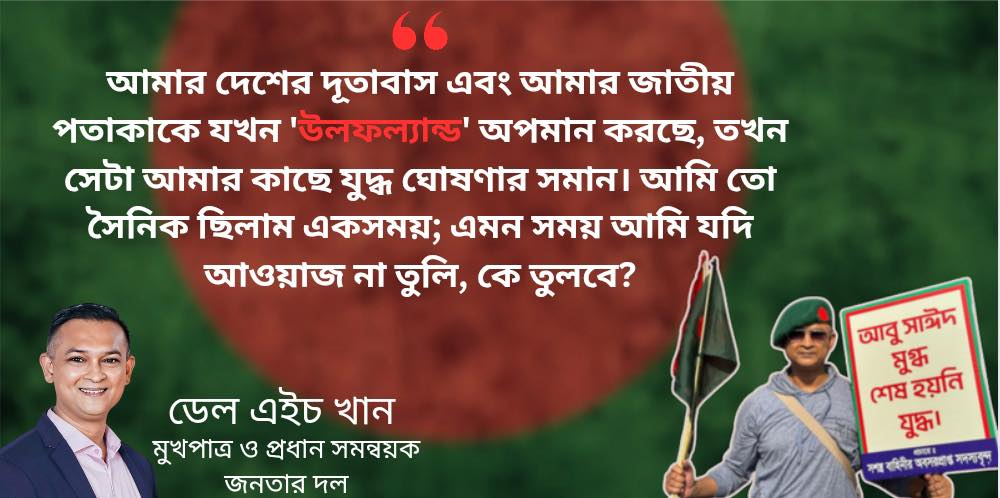 আমার দেশের দূতাবাস এবং আমার জাতীয়
পতাকাকে যখন 'উলফল্যান্ড' অপমান করছে, তখন
সেটা আমার কাছে যুদ্ধ ঘোষণার সমান। আমি তো
সৈনিক ছিলাম একসময়; এমন সময় আমি যদি
আওয়াজ না তুলি, কে তুলবে?
ডেল এইচ খান
মুখপাত্র ও প্রধান সমন্বয়ক
জনতার দল
আবু সাঈদ
মুগ্ধ
শেষ হয়নি
যুদ্ধ।
প্রচারে :
সশস্ত্র বাহিনীর অবসরপ্রাপ্ত সদস্যবৃন্দ